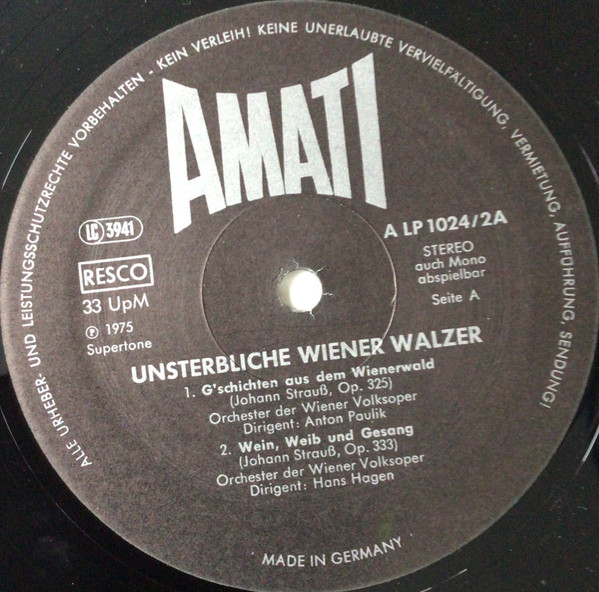 ALLE URHEBER- UND LEISTUNGSSCHUTZRECHTE VORBEHALTEN - KEIN VERLEIH! KEINE UNERLAUBTE VERVIELFÄLTIGUNG, VERMIETUNG, AUFFÜHRUNG, SENDUNG!
AMATI
LC 3941
RESCO
33 UpM
℗ 1975
Supertone
A LP 1024/2A
STEREO
auch Mono
abspielbar
Seite A
UNSTERBLICHE WIENER WALZER
1. G'schichten aus dem Wienerwald
(Johann Strauß, Op. 325)
Orchester der Wiener Volksoper
Dirigent: Anton Paulik
2. Wein, Weib und Gesang
(Johann Strauß, Op. 333)
Orchester der Wiener Volksoper
Dirigent: Hans Hagen
MADE IN GERMANY